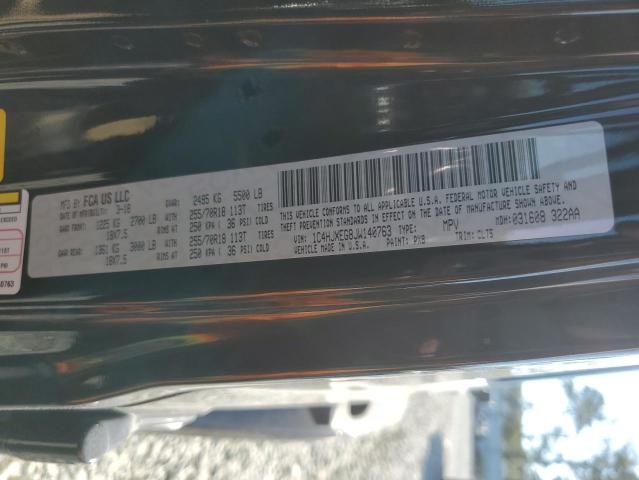 MFD BY: FCA US LLC
DATE OF MFR/REBUILT: 3-18
GVWR: 2495 KG 5500 LB
GAWR FRONT: 1225 KG 2700 LB WITH 255/70R18 113T TIRES
18X7.5 RIMS AT 250 KPA ( 36 PSI) COLD
GAWR REAR: 1361 KG 3000 LB WITH 255/70R18 113T TIRES
18X7.5 RIMS AT 250 KPA ( 36 PSI) COLD
THIS VEHICLE CONFORMS TO ALL APPLICABLE U.S.A. FEDERAL MOTOR VEHICLE SAFETY AND
THEFT PREVENTION STANDARDS IN EFFECT ON THE DATE OF MANUFACTURE SHOWN ABOVE.
VIN: 1C4HJXEG8JW140763 TYPE: MPV MDH: 031608 322AA
VEHICLE MADE IN U.S.A. PAINT: TRIM: CL75
EXCEED
0763